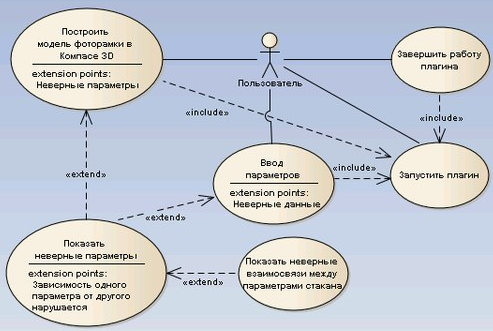 Построить
модель фоторамки в
Компасе 3D
extension points:
Неверные параметры
Пользователь
Завершить работу
плагина
«include»
«include»
Ввод
параметров
extension points:
Неверные данные
«include»
Запустить плагин
«extend»
«extend»
Показать
неверные параметры
extension points:
Зависимость одного
параметра от другого
нарушается
«extend»
Показать неверные
взаимосвязи между
параметрами стакана